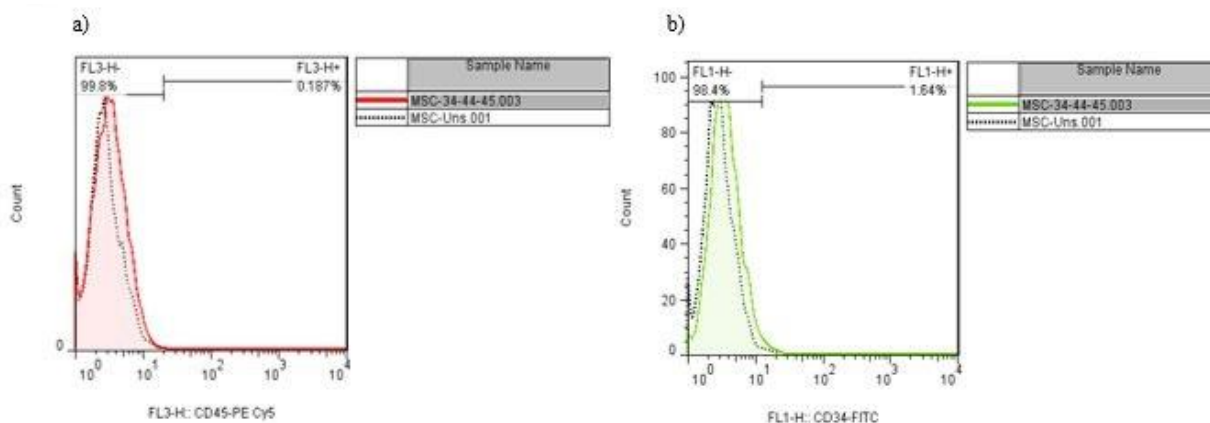 a)
FL3-H-
99.8%
FL3-H+
0.187%
Sample Name
MSC-34-44-45.003
MSC-Uns.001
Count
0
10^0 10^1 10^2 10^3 10^4
FL3-H:: CD45-PE Cy5
b)
FL1-H-
98.4%
FL1-H+
1.64%
Sample Name
MSC-34-44-45.003
MSC-Uns.001
Count
100
80
60
40
20
0
10^0 10^1 10^2 10^3 10^4
FL1-H:: CD34-FITC